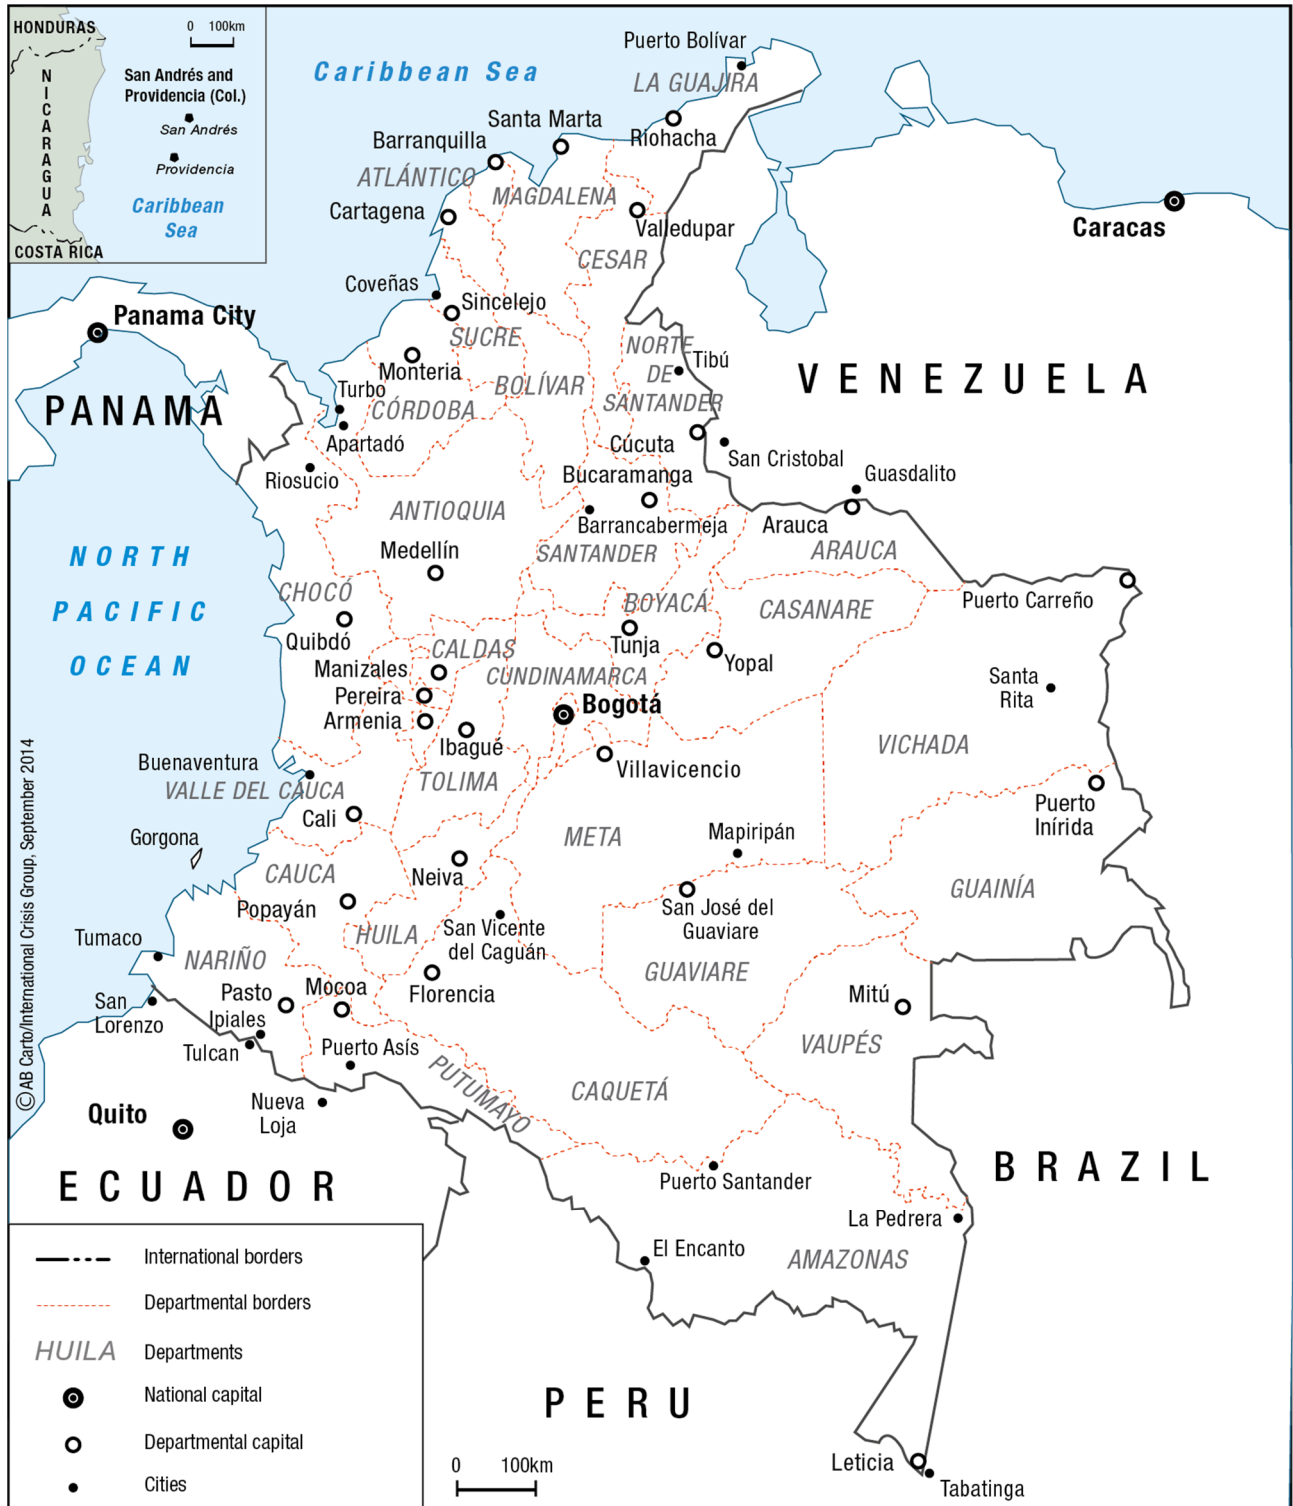 HONDURAS
0 100km
NICARAGUA
San Andrés and
Providencia (Col.)
San Andrés
Providencia
Caribbean
Sea
COSTA RICA
Caribbean Sea
Puerto Bolívar
LA GUAJIRA
Santa Marta
Riohacha
Barranquilla
ATLÁNTICO
MAGDALENA
Cartagena
Valledupar
Caracas
CESAR
Coveñas
Sincelejo
Panama City
SUCRE
NORTE
DE
SANTANDER
Tibú
Monteria
VENEZUELA
Turbo
BOLÍVAR
PANAMA
CÓRDOBA
Apartadó
Cúcuta
San Cristobal
Riosucio
Bucaramanga
Guasdalito
ANTIOQUIA
Barrancabermeja
Arauca
NORTH
PACIFIC
OCEAN
Medellín
SANTANDER
ARAUCA
CHOCÓ
BOYACÁ
CASANARE
Puerto Carreño
Quibdó
Tunja
CALDAS
Yopal
Manizales
CUNDINAMARCA
Santa
Rita
Pereira
Bogotá
Armenia
Ibagué
VICHADA
Buenaventura
Villavicencio
TOLIMA
VALLE DEL CAUCA
Puerto
Inírida
Cali
META
Mapiripán
Gorgona
CAUCA
Neiva
GUAINÍA
Popayán
San José del
Guaviare
San Vicente
del Caguán
HUILA
Tumaco
NARIÑO
GUAVIARE
Mocoa
Florencia
Pasto
Mitú
San
Lorenzo
Ipiales
Tulcan
Puerto Asís
VAUPÉS
PUTUMAYO
CAQUETÁ
Nueva
Loja
Quito
ECUADOR
BRAZIL
Puerto Santander
La Pedrera
El Encanto
AMAZONAS
PERU
Leticia
Tabatinga
0 100km
International borders
Departmental borders
HUILA Departments
National capital
Departmental capital
Cities
©AB Carto/International Crisis Group, September 2014